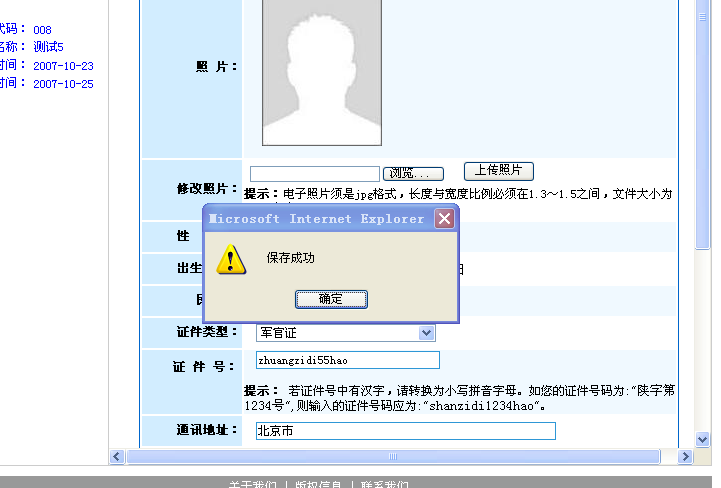 代码： 008
名称： 测试5
时间： 2007-10-23
时间： 2007-10-25
照 片：
修改照片：
浏览...
上传照片
提示：电子照片须是jpg格式，长度与宽度比例必须在1.3～1.5之间，文件大小为
Microsoft Internet Explorer
保存成功
确定
性
出生
日
证件类型：
军官证
证 件 号：
zhuangzidi55hao
提示： 若证件号中有汉字，请转换为小写拼音字母。如您的证件号码为:"陕字第
1234号",则输入的证件号码应为:"shanzidi1234hao"。
通讯地址：
北京市
关于我们 | 版权信息 | 联系我们